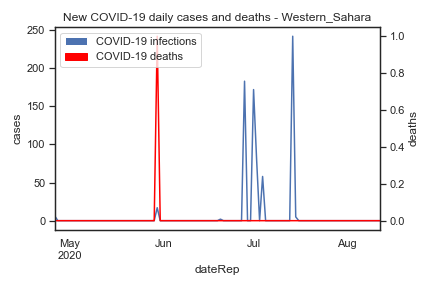 New COVID-19 daily cases and deaths - Western_Sahara
COVID-19 infections
COVID-19 deaths
250
200
150
100
50
0
cases
1.0
0.8
0.6
0.4
0.2
0.0
deaths
May
2020
Jun
Jul
Aug
dateRep